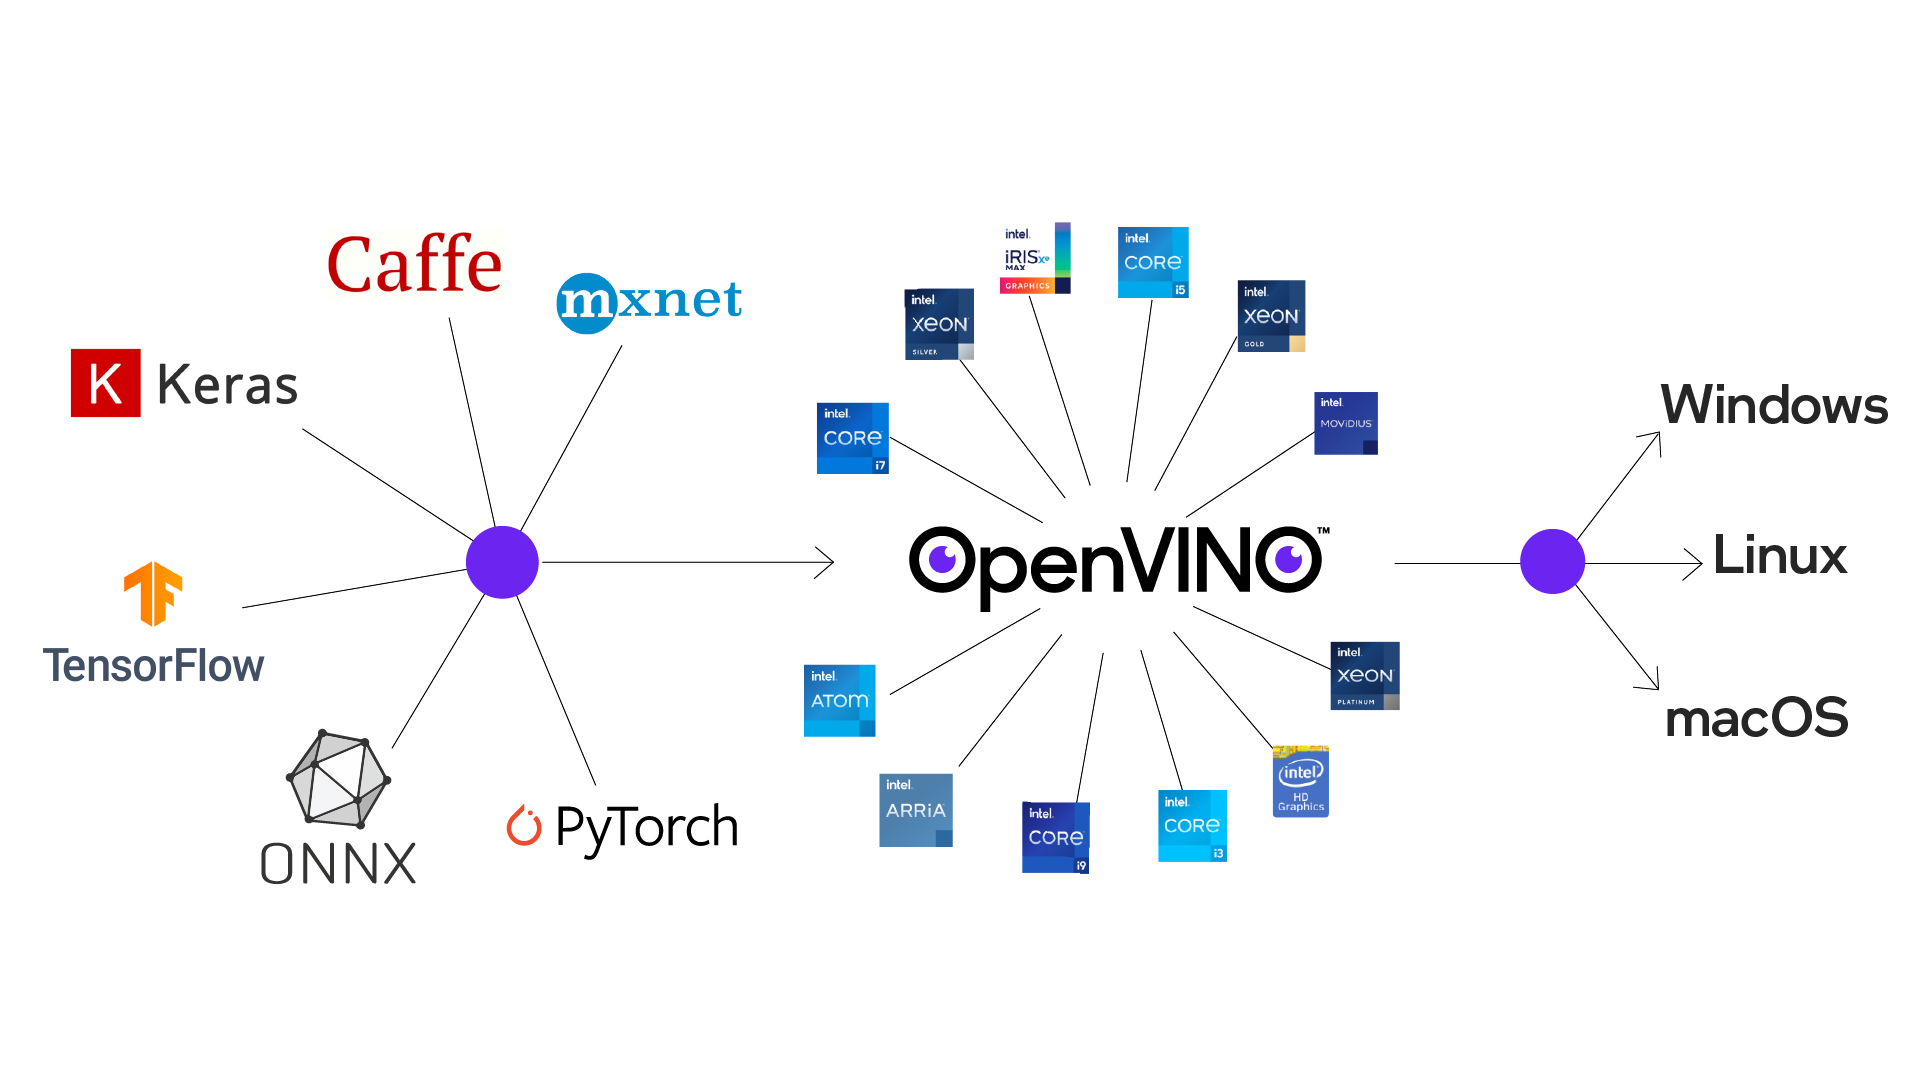 Caffe
mxnet
K Keras
TensorFlow
ONNX
PyTorch
intel.
iRIS xe
MAX
GRAPHICS
intel.
CORE
i5
intel.
XEON
SILVER
intel.
XEON
GOLD
intel.
CORE
i7
intel.
MOVIDIUS
OpenVINO™
intel.
ATOM
intel.
XEON
PLATINUM
intel.
ARRIA
intel.
CORE
i9
intel.
CORE
i3
intel
HD
Graphics
Windows
Linux
macOS